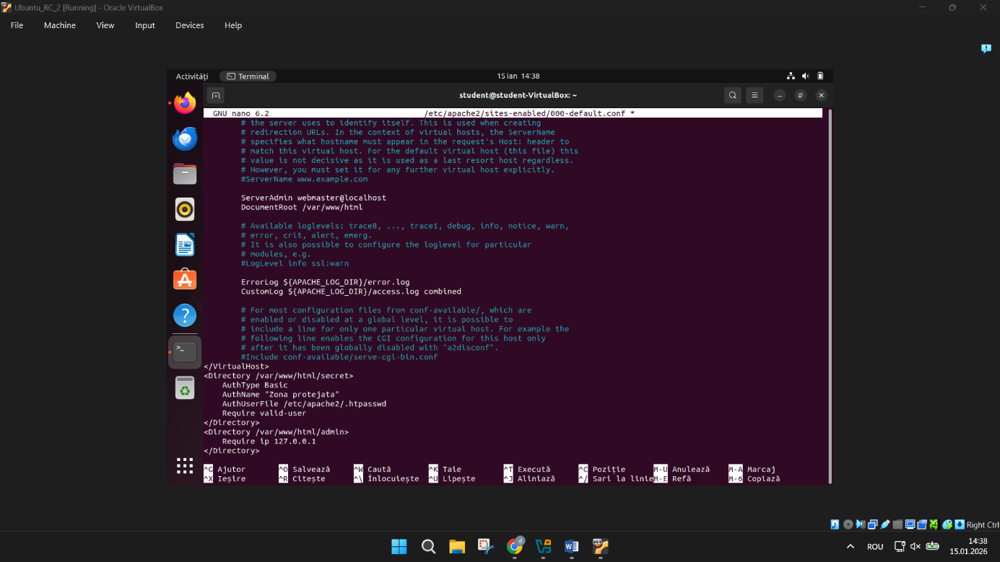 Ubuntu_RC_2 [Running] - Oracle VirtualBox
File Machine View Input Devices Help
Activități Terminal 15 ian 14:38
student@student-VirtualBox: ~
GNU nano 6.2 /etc/apache2/sites-enabled/000-default.conf *
# the server uses to identify itself. This is used when creating
# redirection URLs. In the context of virtual hosts, the ServerName
# specifies what hostname must appear in the request's Host: header to
# match this virtual host. For the default virtual host (this file) this
# value is not decisive as it is used as a last resort host regardless.
# However, you must set it for any further virtual host explicitly.
#ServerName www.example.com
ServerAdmin webmaster@localhost
DocumentRoot /var/www/html
# Available loglevels: trace8, ..., trace1, debug, info, notice, warn,
# error, crit, alert, emerg.
# It is also possible to configure the loglevel for particular
# modules, e.g.
#LogLevel info ssl:warn
ErrorLog ${APACHE_LOG_DIR}/error.log
CustomLog ${APACHE_LOG_DIR}/access.log combined
# For most configuration files from conf-available/, which are
# enabled or disabled at a global level, it is possible to
# include a line for only one particular virtual host. For example the
# following line enables the CGI configuration for this host only
# after it has been globally disabled with "a2disconf".
#Include conf-available/serve-cgi-bin.conf
</VirtualHost>
<Directory /var/www/html/secret>
AuthType Basic
AuthName "Zona protejata"
AuthUserFile /etc/apache2/.htpasswd
Require valid-user
</Directory>
<Directory /var/www/html/admin>
Require ip 127.0.0.1
</Directory>
^G Ajutor ^O Salvează ^W Caută ^K Taie ^T Execută ^C Poziție M-U Anulează M-A Marcaj
^X Ieșire ^R Citește ^\ Înlocuiește ^U Lipește ^J Aliniază ^/ Sari la linie M-E Refă M-6 Copiază
Right Ctrl
ROU
14:38
15.01.2026